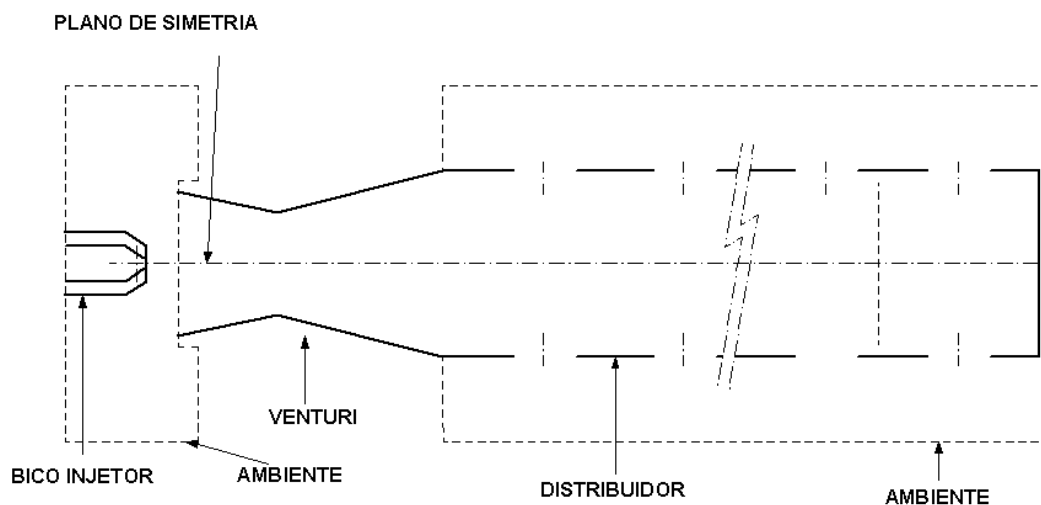 PLANO DE SIMETRIA
VENTURI
BICO INJETOR
AMBIENTE
DISTRIBUIDOR
AMBIENTE